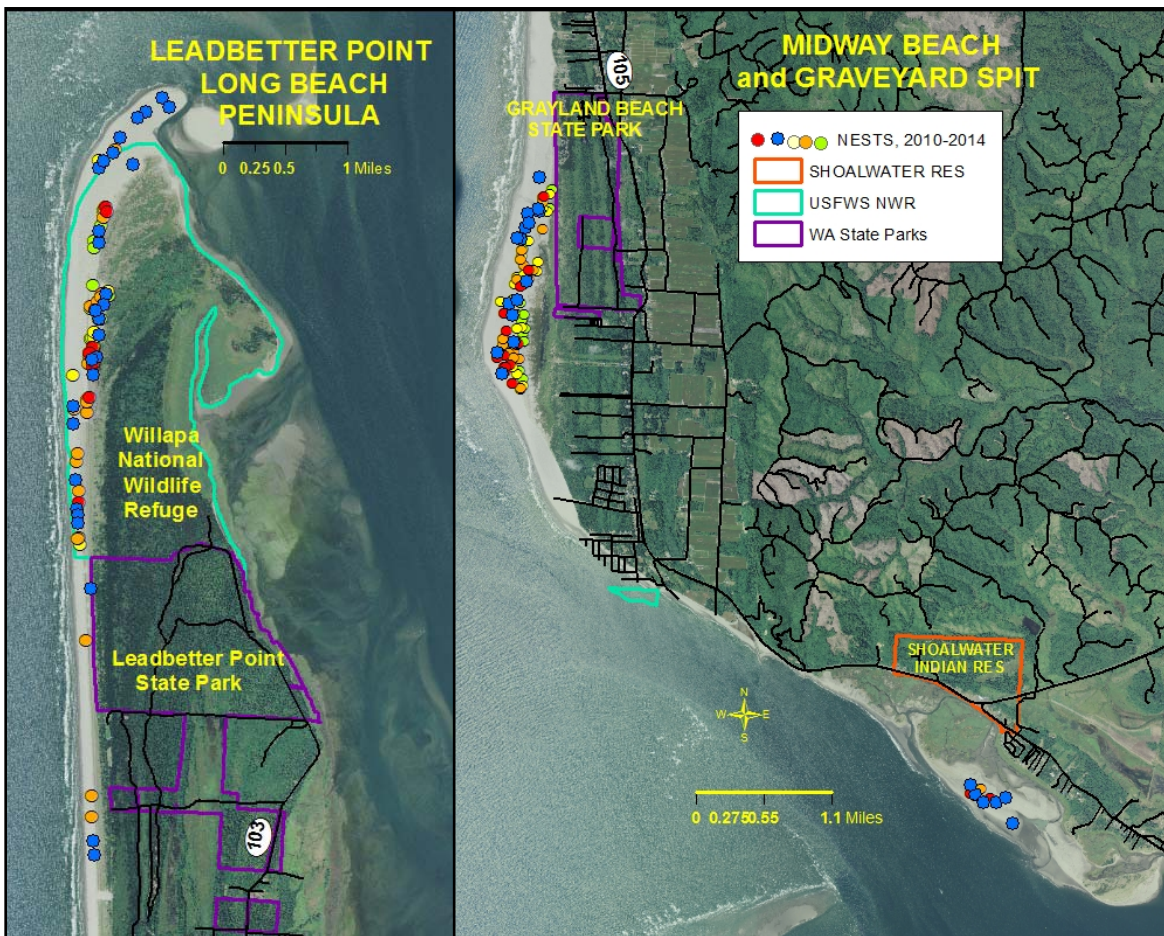 LEADBETTER POINT
LONG BEACH
PENINSULA
0 0.25 0.5 1 Miles
Willapa
National
Wildlife
Refuge
Leadbetter Point
State Park
103
MIDWAY BEACH
and GRAVEYARD SPIT
105
GRAYLAND BEACH
STATE PARK
NESTS, 2010-2014
SHOALWATER RES
USFWS NWR
WA State Parks
SHOALWATER
INDIAN RES
N
W E
S
0 0.275 0.55 1.1 Miles